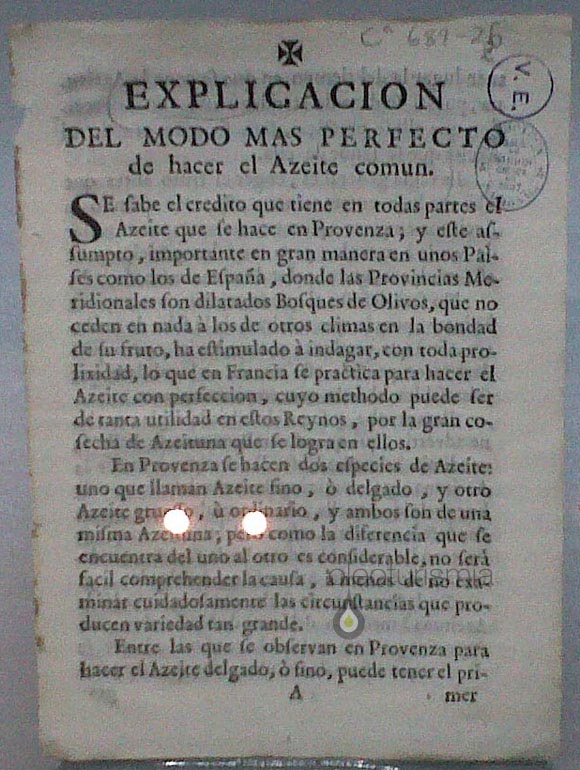 Cª 689-26
V. E.
EXPLICACION
DEL MODO MAS PERFECTO
de hacer el Azeite comun.
SE sabe el credito que tiene en todas partes el
Azeite que se hace en Provenza; y este as-
sumpto, importante en gran manera en unos Pai-
ses como los de España, donde las Provincias Me-
ridionales son dilatados Bosques de Olivos, que no
ceden en nada à los de otros climas en la bondad
de su fruto, ha estimulado à indagar, con toda pro-
lixidad, lo que en Francia se practica para hacer el
Azeite con perfeccion, cuyo methodo puede ser
de tanta utilidad en estos Reynos, por la gran co-
secha de Azeituna que se logra en ellos.
En Provenza se hacen dos especies de Azeite:
uno que llaman Azeite fino, ò delgado, y otro
Azeite gruesso, ù ordinario, y ambos son de una
misma Azeituna; pero como la diferencia que se
encuentra del uno al otro es considerable, no serà
facil comprehender la causa, à menos de no exa-
minar cuidadosamente las circunstancias que pro-
ducen variedad tan grande.
Entre las que se observan en Provenza para
hacer el Azeite delgado, ò fino, puede tener el pri-
A mer